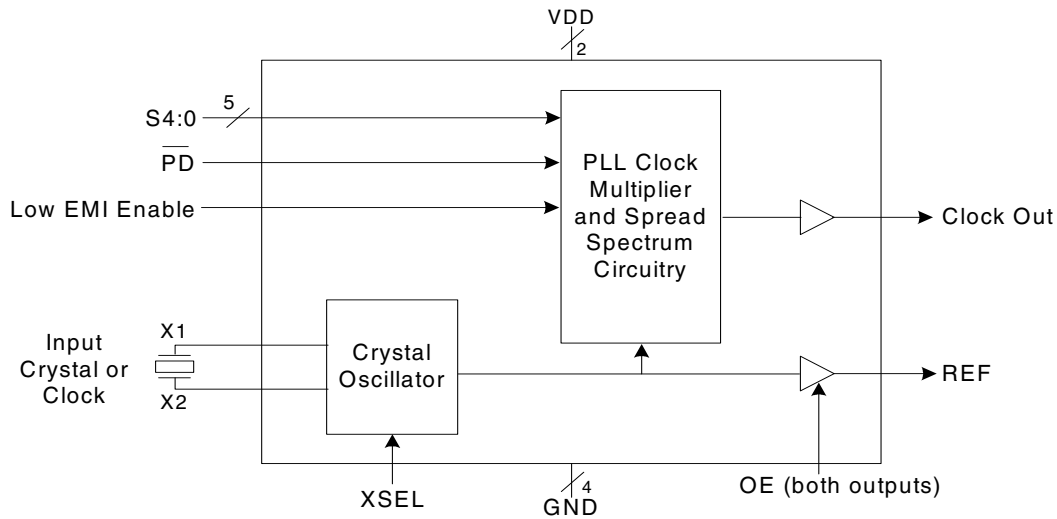 VDD
2
5
S4:0
PD
Low EMI Enable
PLL Clock
Multiplier
and Spread
Spectrum
Circuitry
Clock Out
Input
Crystal or
Clock
X1
X2
Crystal
Oscillator
REF
XSEL
4
GND
OE (both outputs)